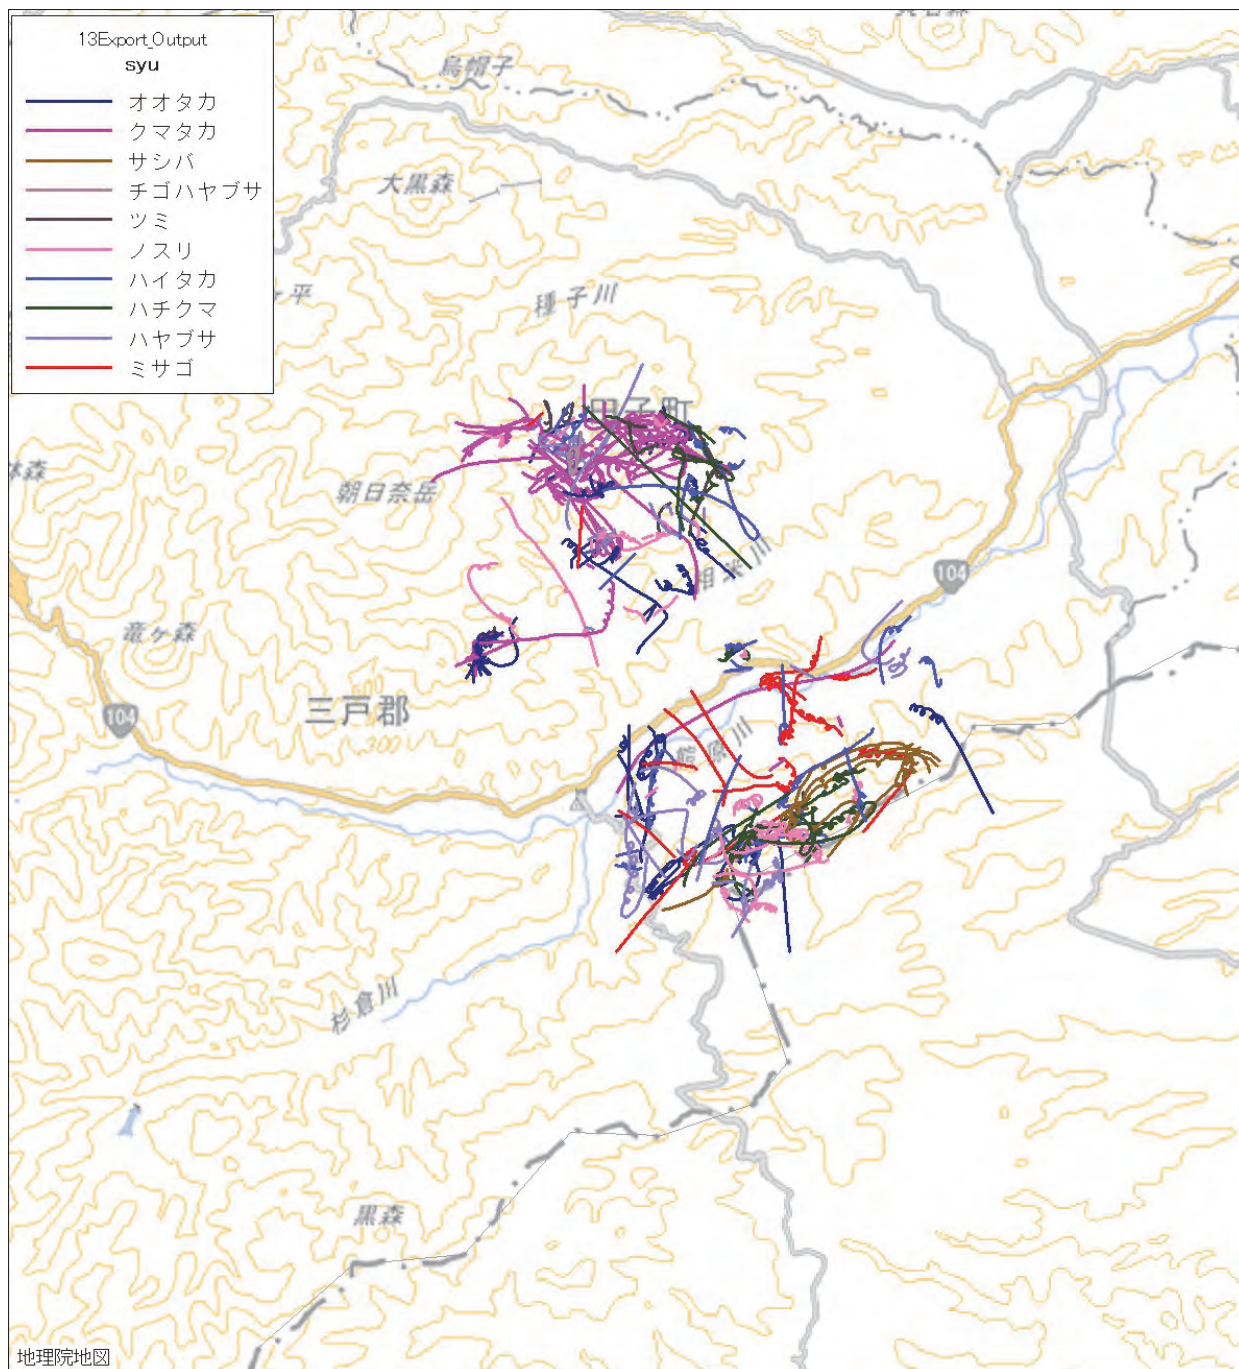 13Export_Output
syu
オオタカ
クマタカ
サシバ
チゴハヤブサ
ツミ
ノスリ
ハイタカ
ハチクマ
ハヤブサ
ミサゴ
烏帽子
大黒森
種子川
田子町
朝日奈岳
相米川
104
竜ヶ森
三戸郡
104
300
熊原川
杉倉川
黒森
地理院地図